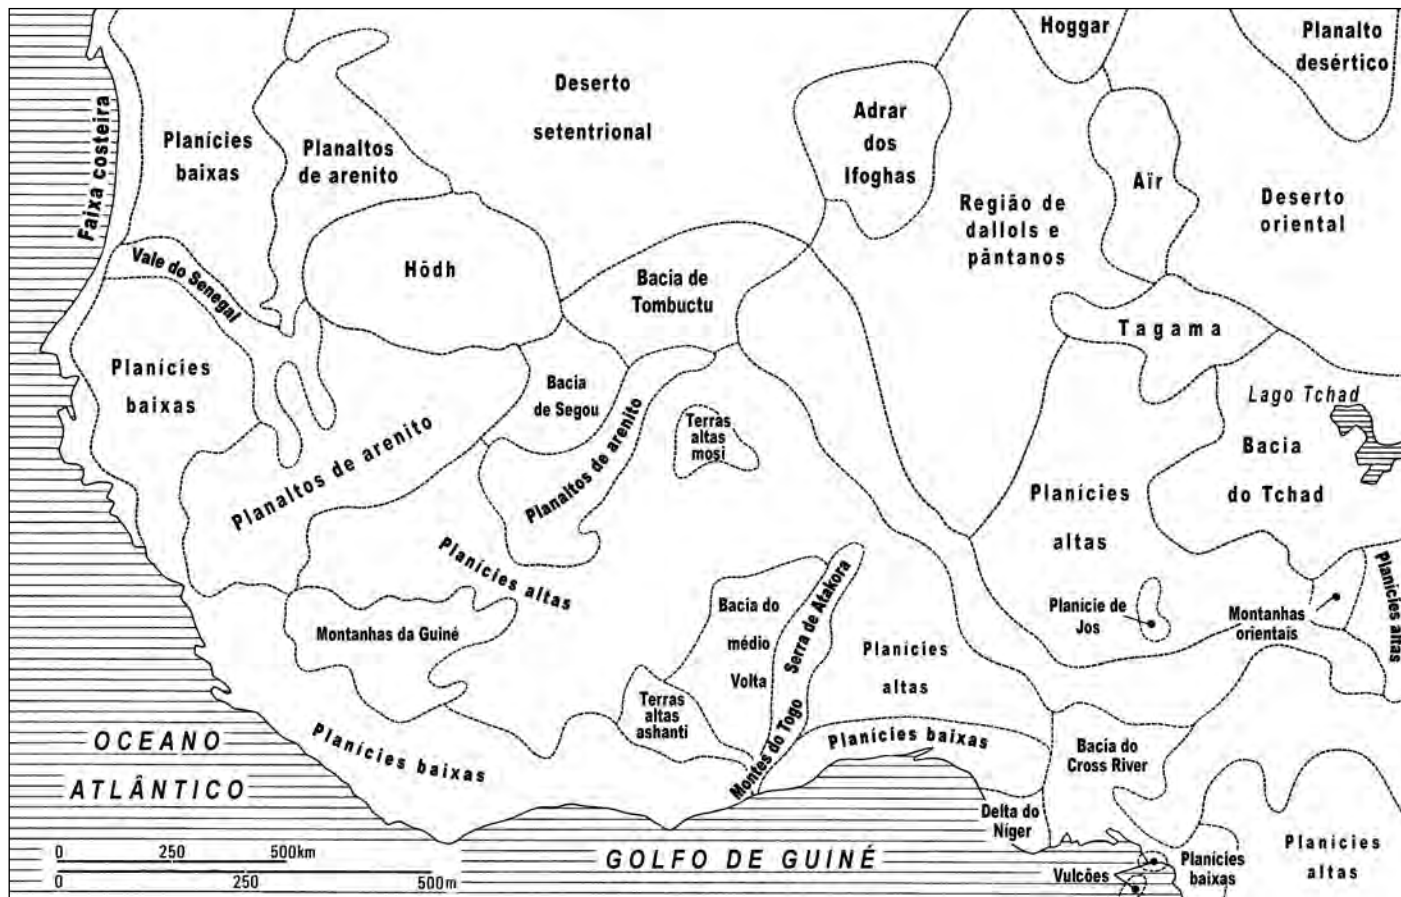 Hoggar
Planalto
desértico
Deserto
setentrional
Adrar
dos
Ifoghas
Faixa costeira
Planícies
baixas
Planaltos
de arenito
Aïr
Região de
dallols e
pântanos
Deserto
oriental
Vale do Senegal
Hôdh
Bacia de
Tombuctu
Tagama
Planícies
baixas
Bacia
de Segou
Lago Tchad
Planaltos de arenito
Planaltos de arenito
Terras
altas
mosi
Bacia
do Tchad
Planícies
altas
Planícies altas
Bacia do
médio
Volta
Serra de Atakora
Planície de
Jos
Montanhas
orientais
Planícies altas
Montanhas da Guiné
Planícies
altas
Terras
altas
ashanti
Montes do Togo
Planícies baixas
Planícies baixas
Bacia do
Cross River
OCEANO
ATLÂNTICO
Delta do
Níger
GOLFO DE GUINÉ
Vulcões
Planícies
baixas
Planícies
altas
0 250 500km
0 250 500m